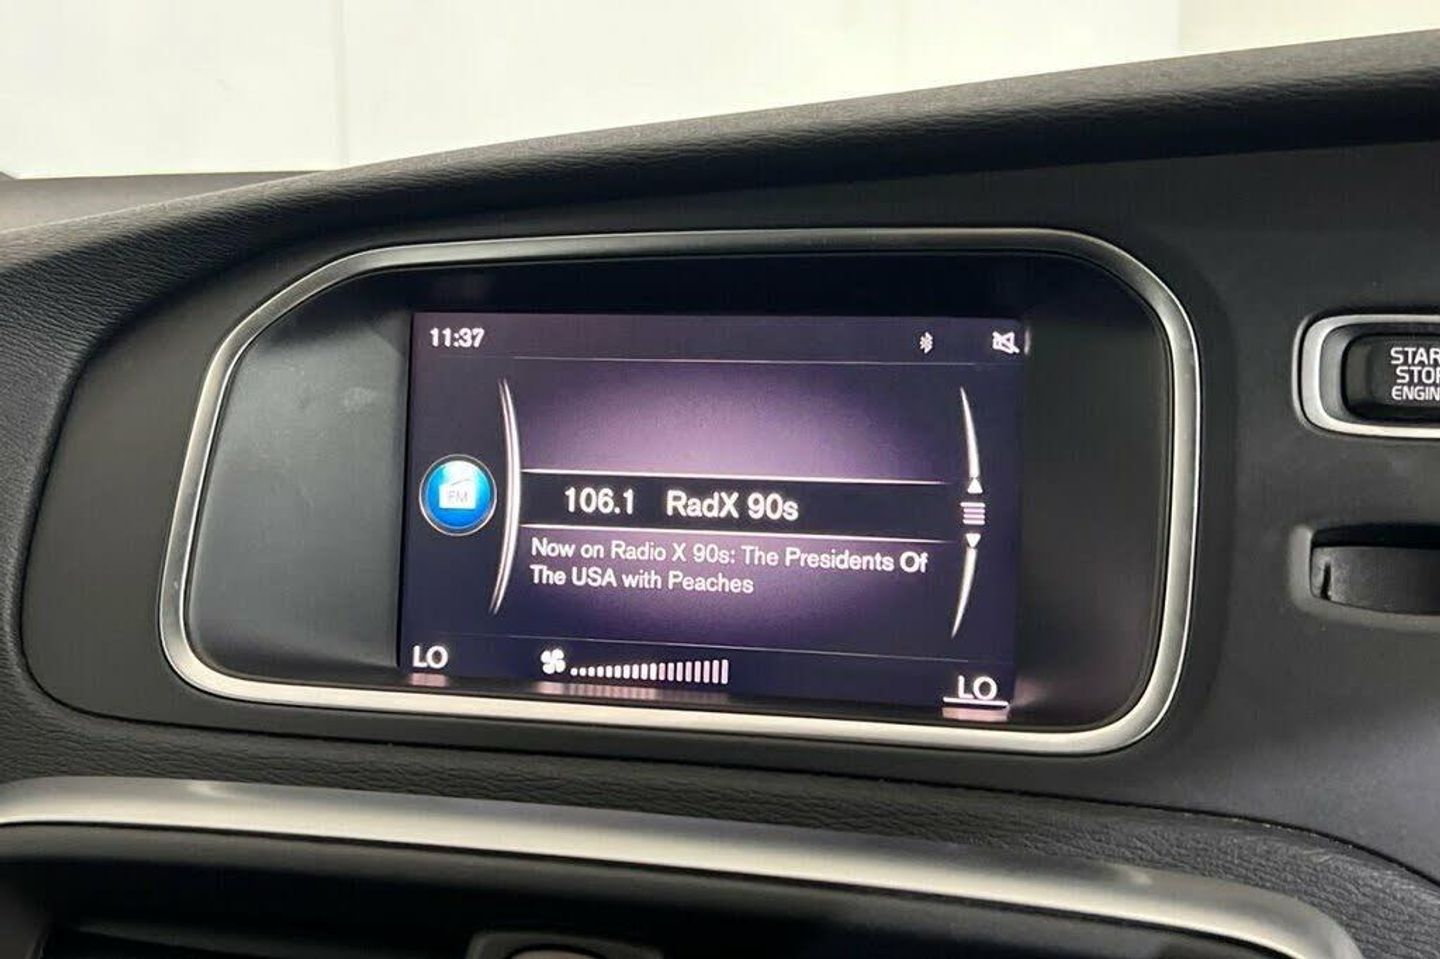 11:37
FM
106.1 RadX 90s
Now on Radio X 90s: The Presidents Of
The USA with Peaches
LO
LO
STAR
STOP
ENGIN